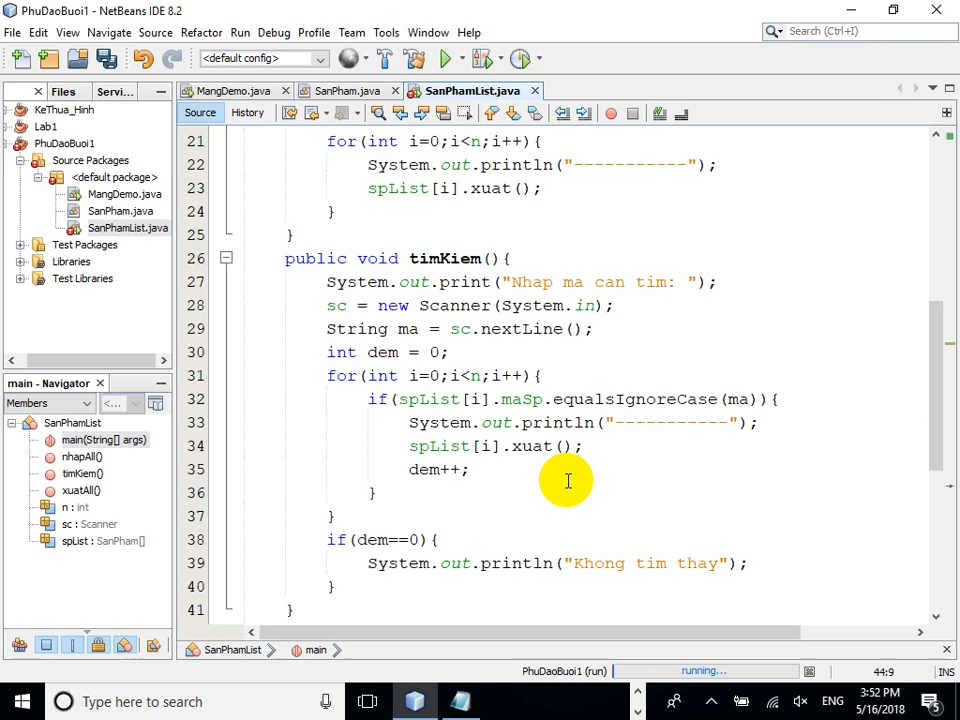 PhuDaoBuoi1 - NetBeans IDE 8.2
File Edit View Navigate Source Refactor Run Debug Profile Team Tools Window Help
Search (Ctrl+I)
<default config>
Files Servi...
KeThua_Hinh
Lab1
PhuDaoBuoi1
Source Packages
<default package>
MangDemo.java
SanPham.java
SanPhamList.java
Test Packages
Libraries
Test Libraries
main - Navigator
Members <...
SanPhamList
main(String[] args)
nhapAll()
timKiem()
xuatAll()
n : int
sc : Scanner
spList : SanPham[]
MangDemo.java SanPham.java SanPhamList.java
Source History
21 for(int i=0;i<n;i++){
22 System.out.println("-----------");
23 spList[i].xuat();
24 }
25 }
26 public void timKiem(){
27 System.out.print("Nhap ma can tim: ");
28 sc = new Scanner(System.in);
29 String ma = sc.nextLine();
30 int dem = 0;
31 for(int i=0;i<n;i++){
32 if(spList[i].maSp.equalsIgnoreCase(ma)){
33 System.out.println("-----------");
34 spList[i].xuat();
35 dem++;
36 }
37 }
38 if(dem==0){
39 System.out.println("Khong tim thay");
40 }
41 }
SanPhamList main
PhuDaoBuoi1 (run) running... 44:9 INS
Type here to search
ENG
3:52 PM
5/16/2018
5